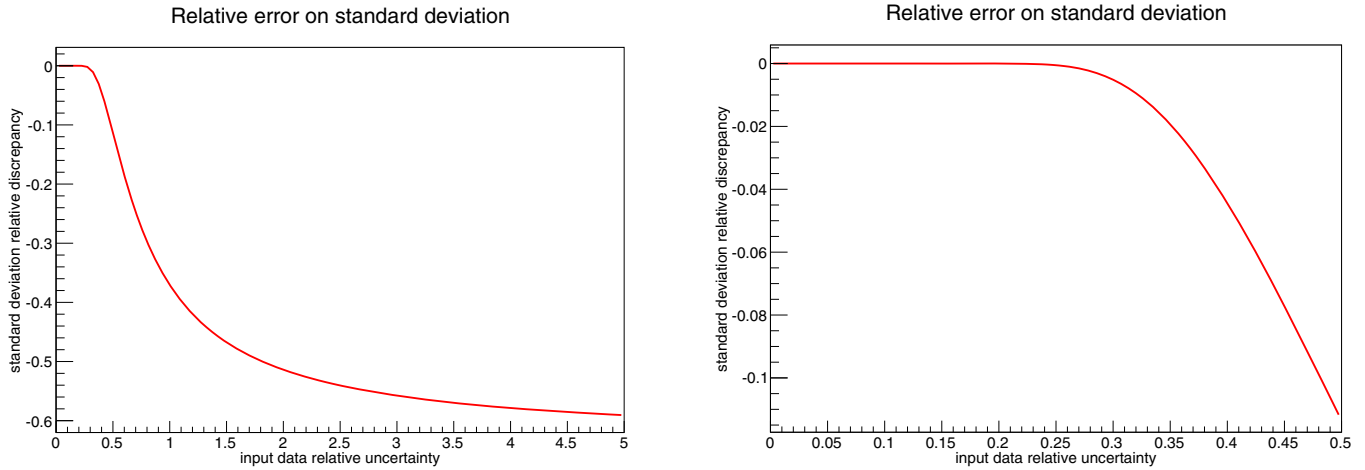 Relative error on standard deviation
standard deviation relative discrepancy
0
-0.1
-0.2
-0.3
-0.4
-0.5
-0.6
0 0.5 1 1.5 2 2.5 3 3.5 4 4.5 5
input data relative uncertainty
Relative error on standard deviation
standard deviation relative discrepancy
0
-0.02
-0.04
-0.06
-0.08
-0.1
0 0.05 0.1 0.15 0.2 0.25 0.3 0.35 0.4 0.45 0.5
input data relative uncertainty